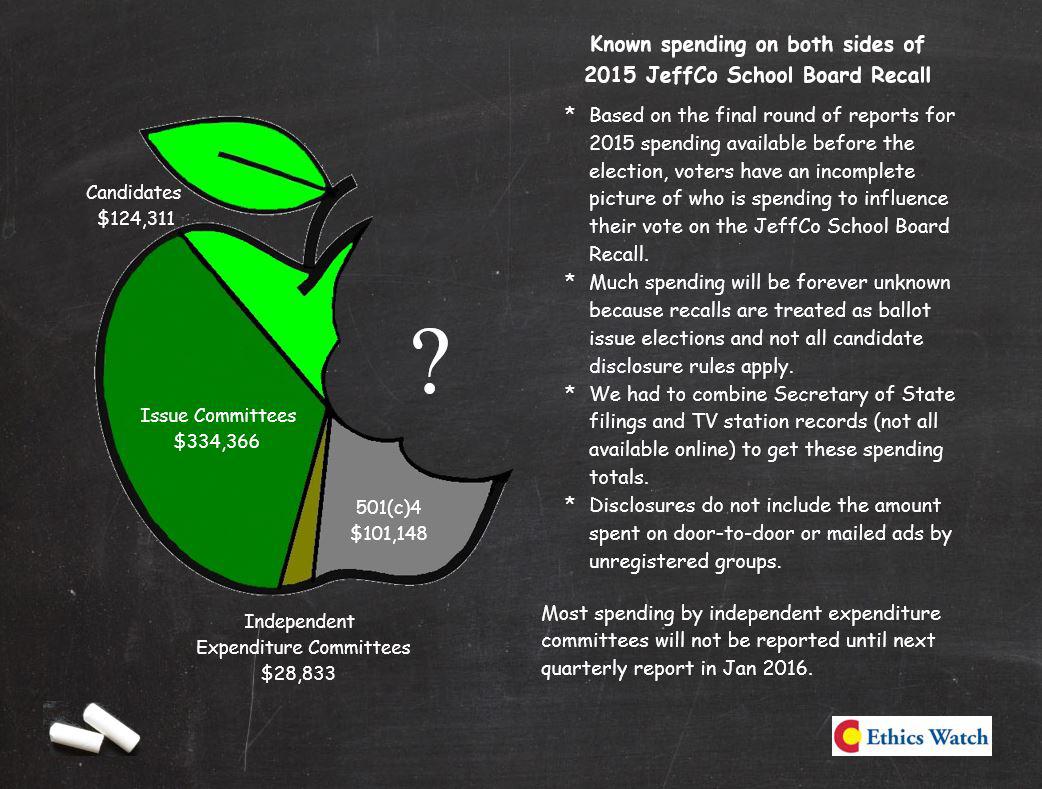 Known spending on both sides of
2015 JeffCo School Board Recall
* Based on the final round of reports for
2015 spending available before the
election, voters have an incomplete
picture of who is spending to influence
their vote on the JeffCo School Board
Recall.
* Much spending will be forever unknown
because recalls are treated as ballot
issue elections and not all candidate
disclosure rules apply.
* We had to combine Secretary of State
filings and TV station records (not all
available online) to get these spending
totals.
* Disclosures do not include the amount
spent on door-to-door or mailed ads by
unregistered groups.
Most spending by independent expenditure
committees will not be reported until next
quarterly report in Jan 2016.
Candidates
$124,311
?
Issue Committees
$334,366
501(c)4
$101,148
Independent
Expenditure Committees
$28,833
Ethics Watch